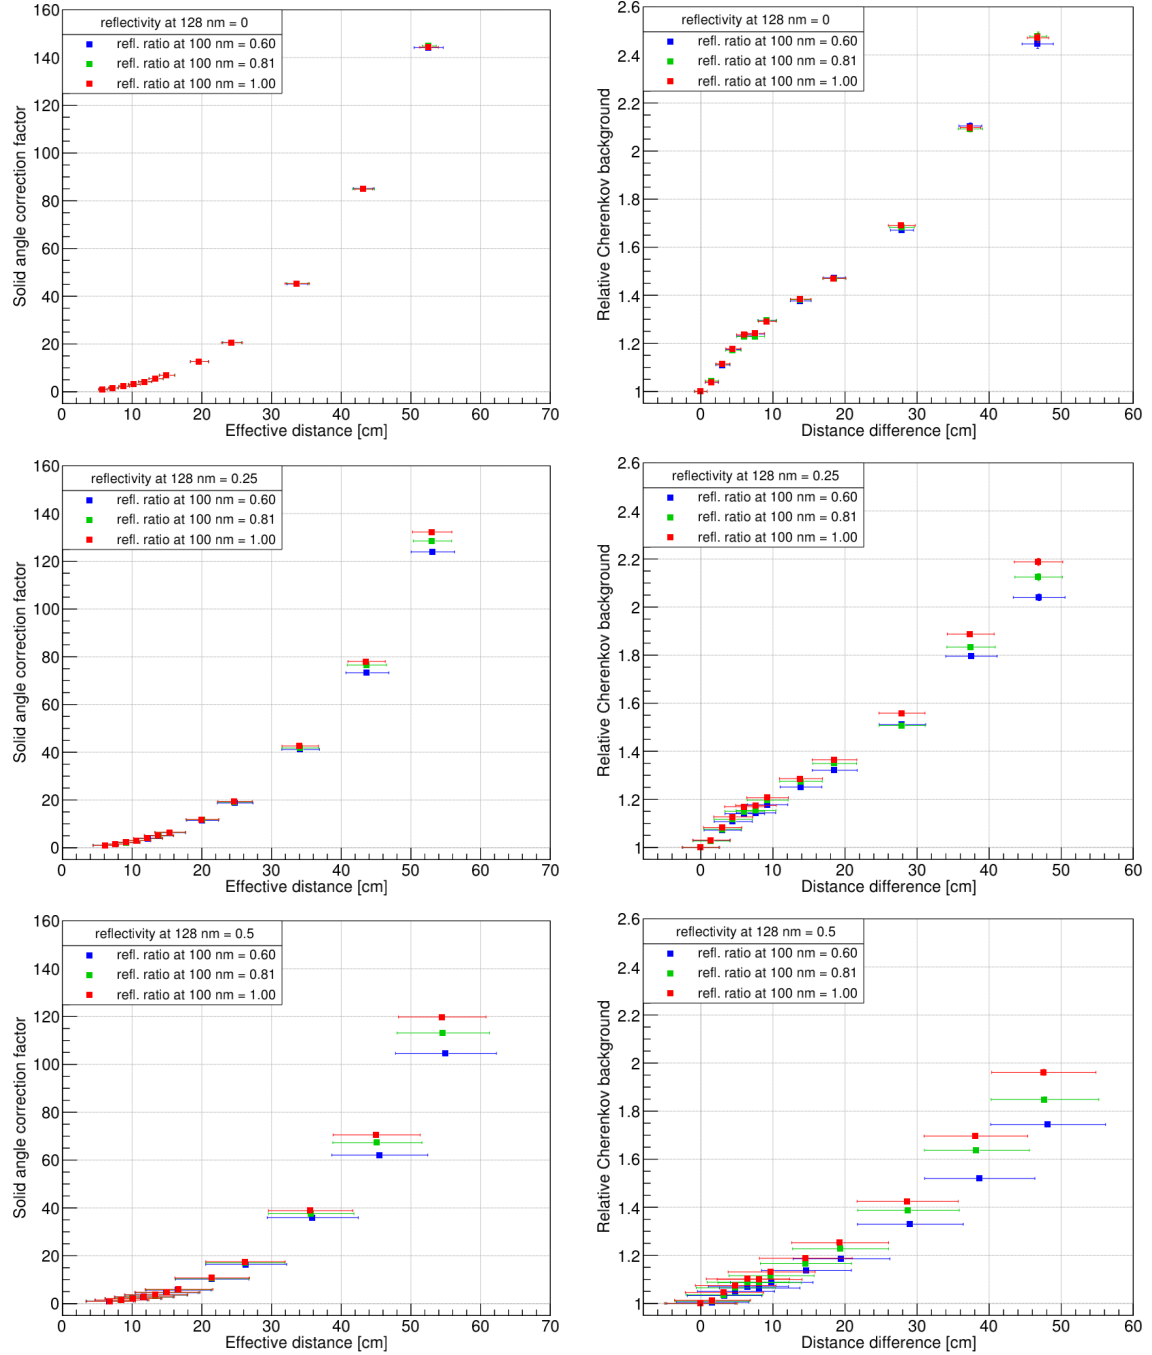 reflectivity at 128 nm = 0
refl. ratio at 100 nm = 0.60
refl. ratio at 100 nm = 0.81
refl. ratio at 100 nm = 1.00
Solid angle correction factor
160
140
120
100
80
60
40
20
0
0 10 20 30 40 50 60 70
Effective distance [cm]
reflectivity at 128 nm = 0
refl. ratio at 100 nm = 0.60
refl. ratio at 100 nm = 0.81
refl. ratio at 100 nm = 1.00
Relative Cherenkov background
2.6
2.4
2.2
2
1.8
1.6
1.4
1.2
1
0 10 20 30 40 50 60
Distance difference [cm]
reflectivity at 128 nm = 0.25
refl. ratio at 100 nm = 0.60
refl. ratio at 100 nm = 0.81
refl. ratio at 100 nm = 1.00
Solid angle correction factor
160
140
120
100
80
60
40
20
0
0 10 20 30 40 50 60 70
Effective distance [cm]
reflectivity at 128 nm = 0.25
refl. ratio at 100 nm = 0.60
refl. ratio at 100 nm = 0.81
refl. ratio at 100 nm = 1.00
Relative Cherenkov background
2.6
2.4
2.2
2
1.8
1.6
1.4
1.2
1
0 10 20 30 40 50 60
Distance difference [cm]
reflectivity at 128 nm = 0.5
refl. ratio at 100 nm = 0.60
refl. ratio at 100 nm = 0.81
refl. ratio at 100 nm = 1.00
Solid angle correction factor
160
140
120
100
80
60
40
20
0
0 10 20 30 40 50 60 70
Effective distance [cm]
reflectivity at 128 nm = 0.5
refl. ratio at 100 nm = 0.60
refl. ratio at 100 nm = 0.81
refl. ratio at 100 nm = 1.00
Relative Cherenkov background
2.6
2.4
2.2
2
1.8
1.6
1.4
1.2
1
0 10 20 30 40 50 60
Distance difference [cm]